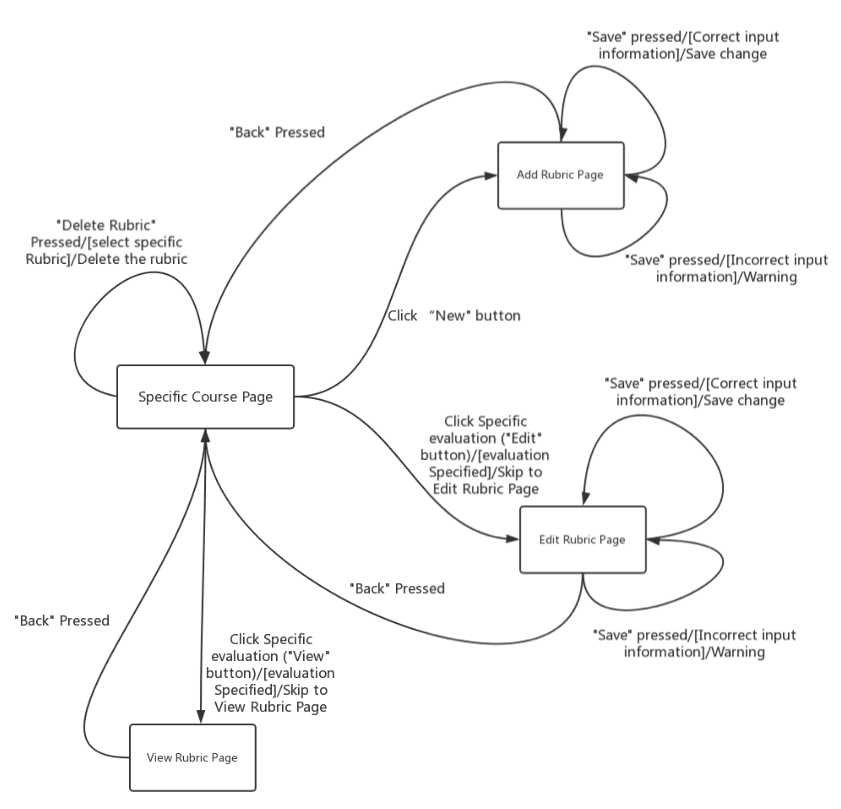 "Save" pressed/[Correct input
information]/Save change
"Back" Pressed
Add Rubric Page
"Delete Rubric"
Pressed/[select specific
Rubric]/Delete the rubric
"Save" pressed/[Incorrect input
information]/Warning
Click “New" button
Specific Course Page
"Save" pressed/[Correct input
information]/Save change
Click Specific
evaluation ("Edit"
button)/[evaluation
Specified]/Skip to
Edit Rubric Page
Edit Rubric Page
"Back" Pressed
"Back" Pressed
"Save" pressed/[Incorrect input
information]/Warning
Click Specific
evaluation ("View"
button)/[evaluation
Specified]/Skip to
View Rubric Page
View Rubric Page